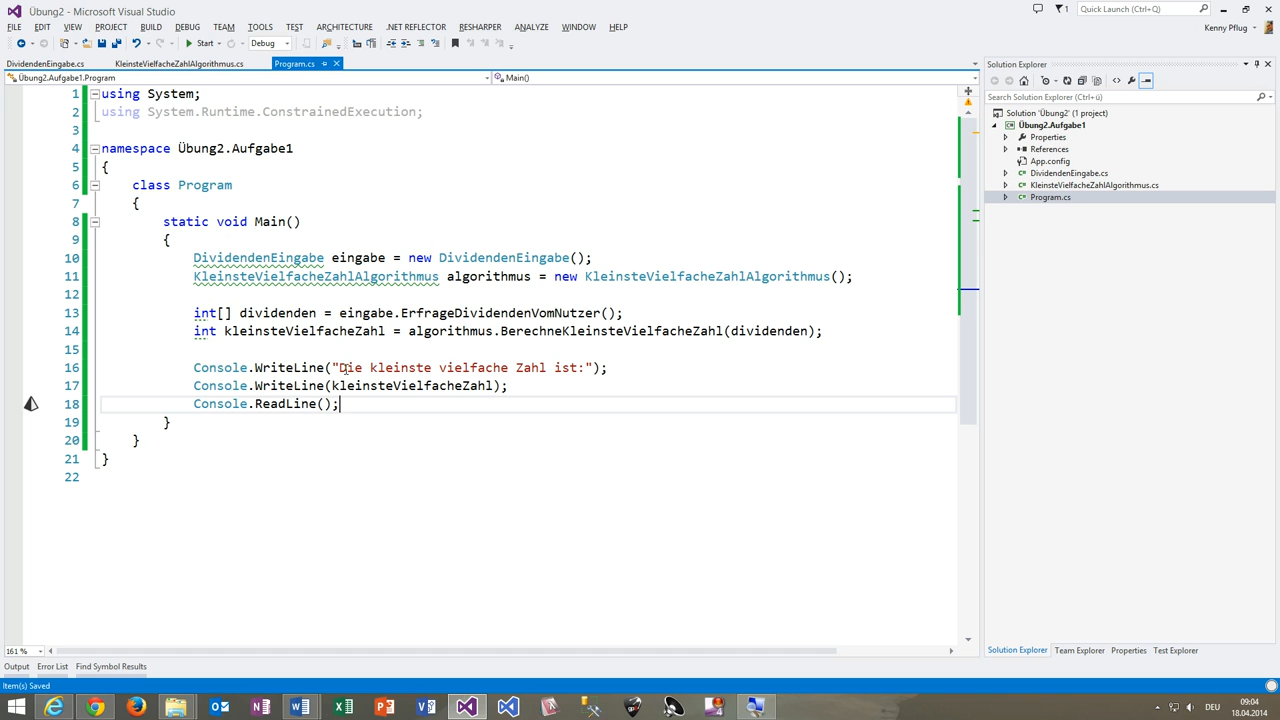 Übung2 - Microsoft Visual Studio
Quick Launch (Ctrl+Q)
FILE EDIT VIEW PROJECT BUILD DEBUG TEAM TOOLS TEST ARCHITECTURE .NET REFLECTOR RESHARPER ANALYZE WINDOW HELP
Kenny Pflug
Start Debug
DividendenEingabe.cs KleinsteVielfacheZahlAlgorithmus.cs Program.cs
Übung2.Aufgabe1.Program Main()
1 using System;
2 using System.Runtime.ConstrainedExecution;
3
4 namespace Übung2.Aufgabe1
5 {
6 class Program
7 {
8 static void Main()
9 {
10 DividendenEingabe eingabe = new DividendenEingabe();
11 KleinsteVielfacheZahlAlgorithmus algorithmus = new KleinsteVielfacheZahlAlgorithmus();
12
13 int[] dividenden = eingabe.ErfrageDividendenVomNutzer();
14 int kleinsteVielfacheZahl = algorithmus.BerechneKleinsteVielfacheZahl(dividenden);
15
16 Console.WriteLine("Die kleinste vielfache Zahl ist:");
17 Console.WriteLine(kleinsteVielfacheZahl);
18 Console.ReadLine();
19 }
20 }
21 }
22
161 %
Solution Explorer
Search Solution Explorer (Ctrl+ü)
Solution 'Übung2' (1 project)
Übung2.Aufgabe1
Properties
References
App.config
DividendenEingabe.cs
KleinsteVielfacheZahlAlgorithmus.cs
Program.cs
Solution Explorer Team Explorer Properties Test Explorer
Output Error List Find Symbol Results
Item(s) Saved
DEU
09:04
18.04.2014